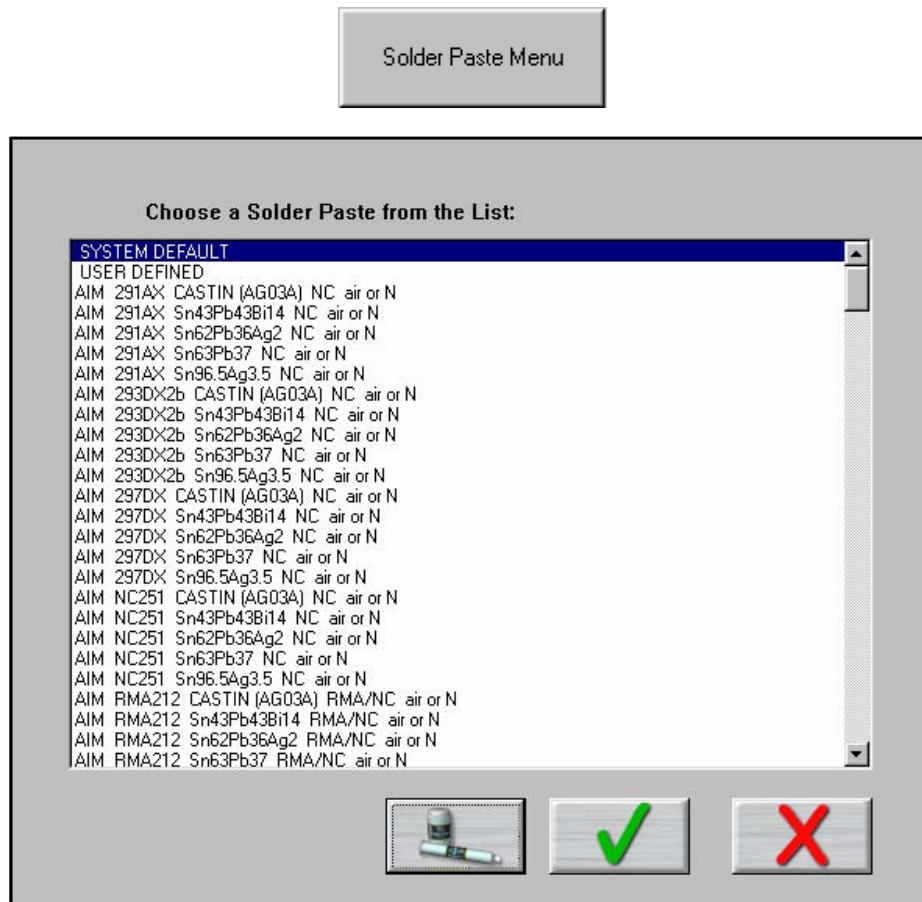 Solder Paste Menu
Choose a Solder Paste from the List:
SYSTEM DEFAULT
USER DEFINED
AIM 291AX CASTIN (AG03A) NC air or N
AIM 291AX Sn43Pb43Bi14 NC air or N
AIM 291AX Sn62Pb36Ag2 NC air or N
AIM 291AX Sn63Pb37 NC air or N
AIM 291AX Sn96.5Ag3.5 NC air or N
AIM 293DX2b CASTIN (AG03A) NC air or N
AIM 293DX2b Sn43Pb43Bi14 NC air or N
AIM 293DX2b Sn62Pb36Ag2 NC air or N
AIM 293DX2b Sn63Pb37 NC air or N
AIM 293DX2b Sn96.5Ag3.5 NC air or N
AIM 297DX CASTIN (AG03A) NC air or N
AIM 297DX Sn43Pb43Bi14 NC air or N
AIM 297DX Sn62Pb36Ag2 NC air or N
AIM 297DX Sn63Pb37 NC air or N
AIM 297DX Sn96.5Ag3.5 NC air or N
AIM NC251 CASTIN (AG03A) NC air or N
AIM NC251 Sn43Pb43Bi14 NC air or N
AIM NC251 Sn62Pb36Ag2 NC air or N
AIM NC251 Sn63Pb37 NC air or N
AIM NC251 Sn96.5Ag3.5 NC air or N
AIM RMA212 CASTIN (AG03A) RMA/NC air or N
AIM RMA212 Sn43Pb43Bi14 RMA/NC air or N
AIM RMA212 Sn62Pb36Ag2 RMA/NC air or N
AIM RMA212 Sn63Pb37 RMA/NC air or N